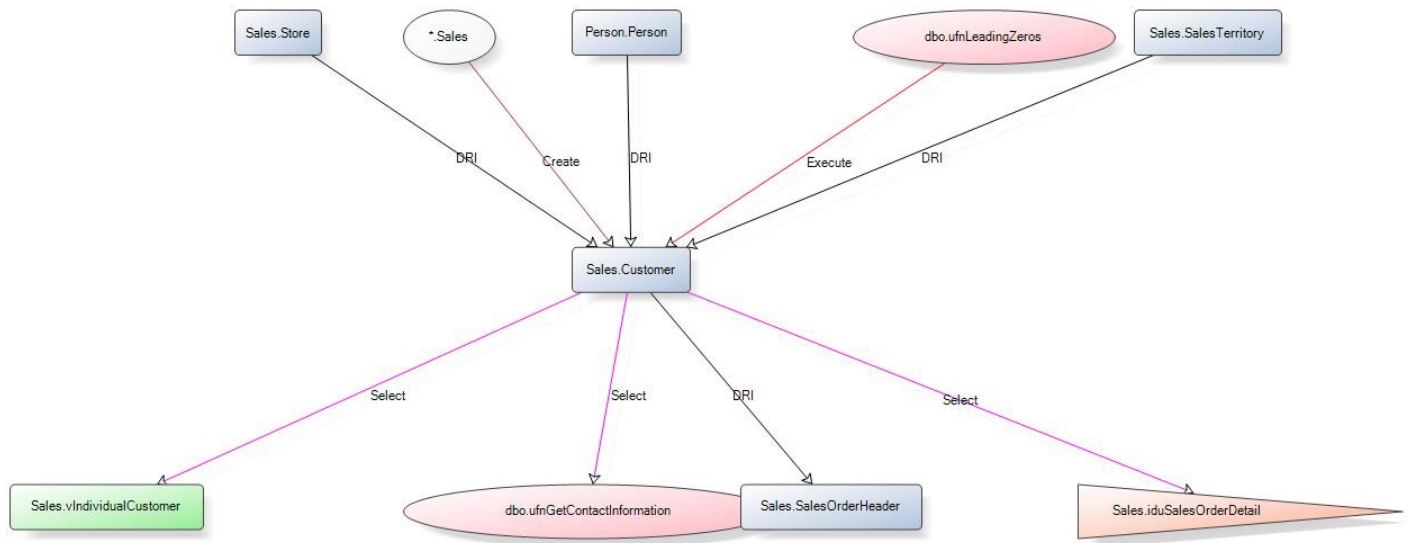 Sales.Store
*.Sales
Person.Person
dbo.ufnLeadingZeros
Sales.SalesTerritory
DRI
Create
DRI
Execute
DRI
Sales.Customer
Select
Select
DRI
Select
Sales.vIndividualCustomer
dbo.ufnGetContactInformation
Sales.SalesOrderHeader
Sales.iduSalesOrderDetail